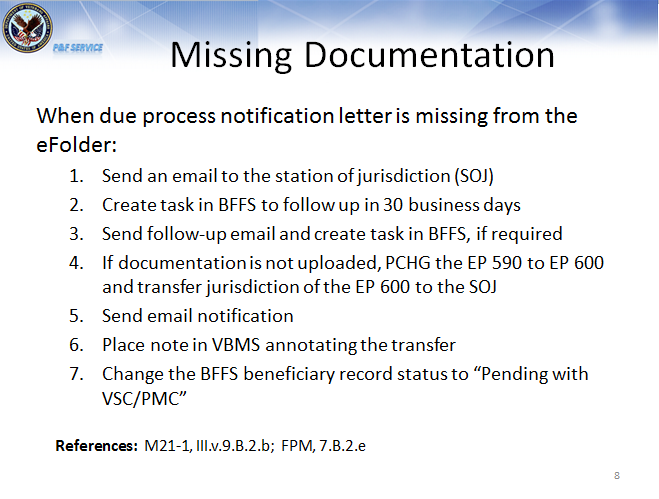 P&F SERVICE
Missing Documentation
When due process notification letter is missing from the
eFolder:
1. Send an email to the station of jurisdiction (SOJ)
2. Create task in BFFS to follow up in 30 business days
3. Send follow-up email and create task in BFFS, if required
4. If documentation is not uploaded, PCHG the EP 590 to EP 600
and transfer jurisdiction of the EP 600 to the SOJ
5. Send email notification
6. Place note in VBMS annotating the transfer
7. Change the BFFS beneficiary record status to “Pending with
VSC/PMC”
References: M21-1, III.v.9.B.2.b; FPM, 7.B.2.e
8